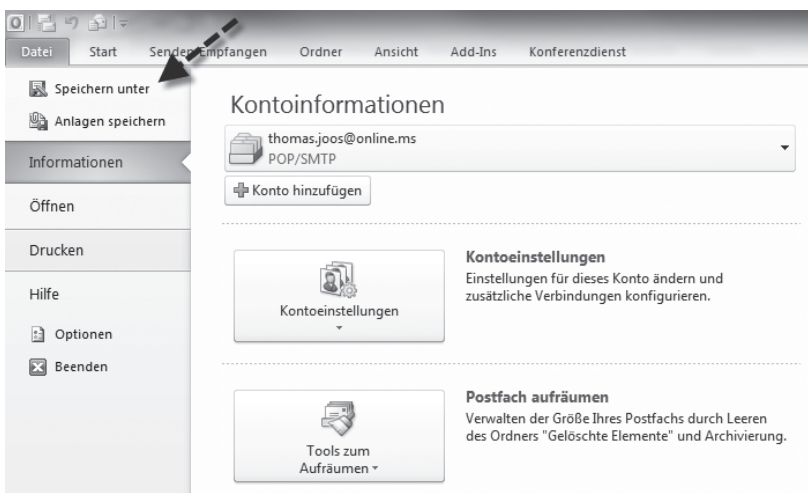 Datei Start Senden/Empfangen Ordner Ansicht Add-Ins Konferenzdienst
Speichern unter
Anlagen speichern
Informationen
Öffnen
Drucken
Hilfe
Optionen
Beenden
Kontoinformationen
thomas.joos@online.ms
POP/SMTP
Konto hinzufügen
Kontoeinstellungen
Kontoeinstellungen
Einstellungen für dieses Konto ändern und
zusätzliche Verbindungen konfigurieren.
Tools zum
Aufräumen
Postfach aufräumen
Verwalten der Größe Ihres Postfachs durch Leeren
des Ordners "Gelöschte Elemente" und Archivierung.